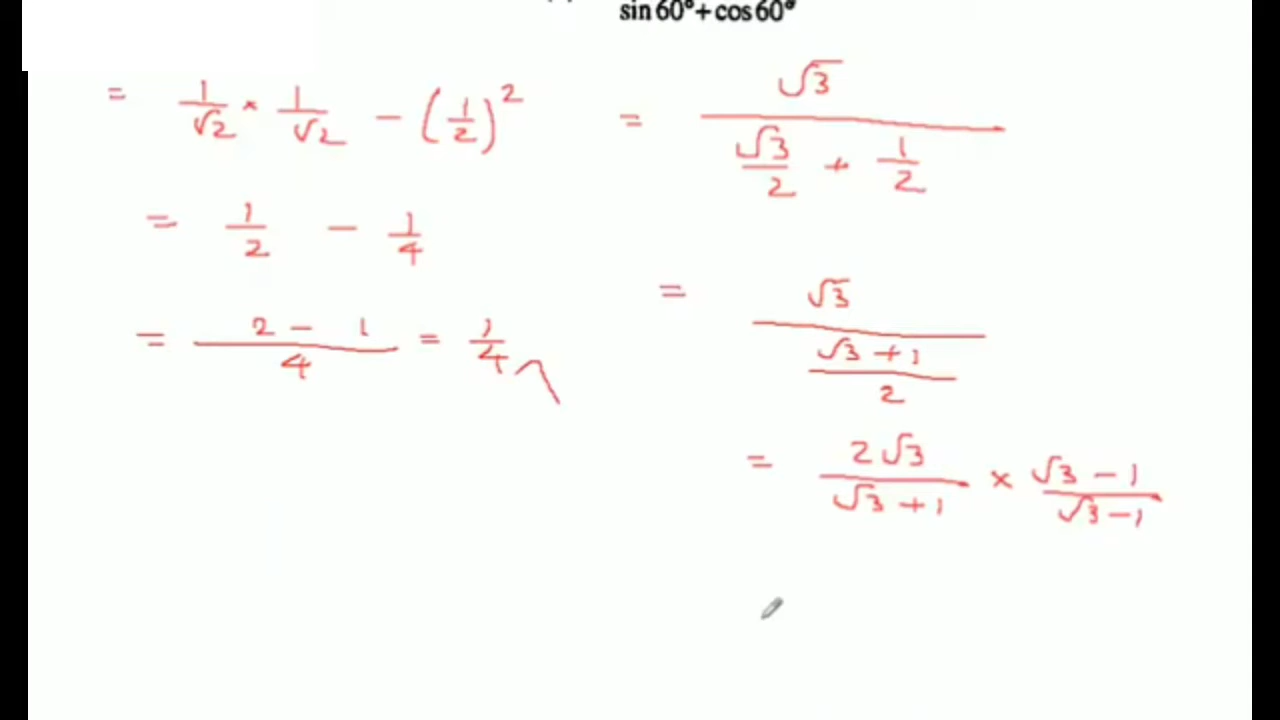 sin 60° + cos 60°
= 1/√2 × 1/√2 − (1/2)²
= 1/2 − 1/4
= (2 − 1)/4 = 1/4
= √3/(√3/2 + 1/2)
= √3/((√3 + 1)/2)
= 2√3/(√3 + 1) × (√3 − 1)/(√3 − 1)